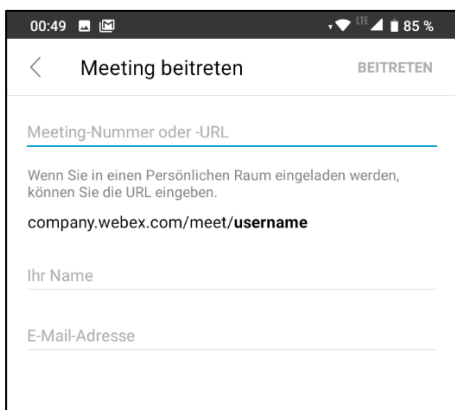 00:49 LTE 85 %
Meeting beitreten BEITRETEN
Meeting-Nummer oder -URL
Wenn Sie in einen Persönlichen Raum eingeladen werden,
können Sie die URL eingeben.
company.webex.com/meet/username
Ihr Name
E-Mail-Adresse